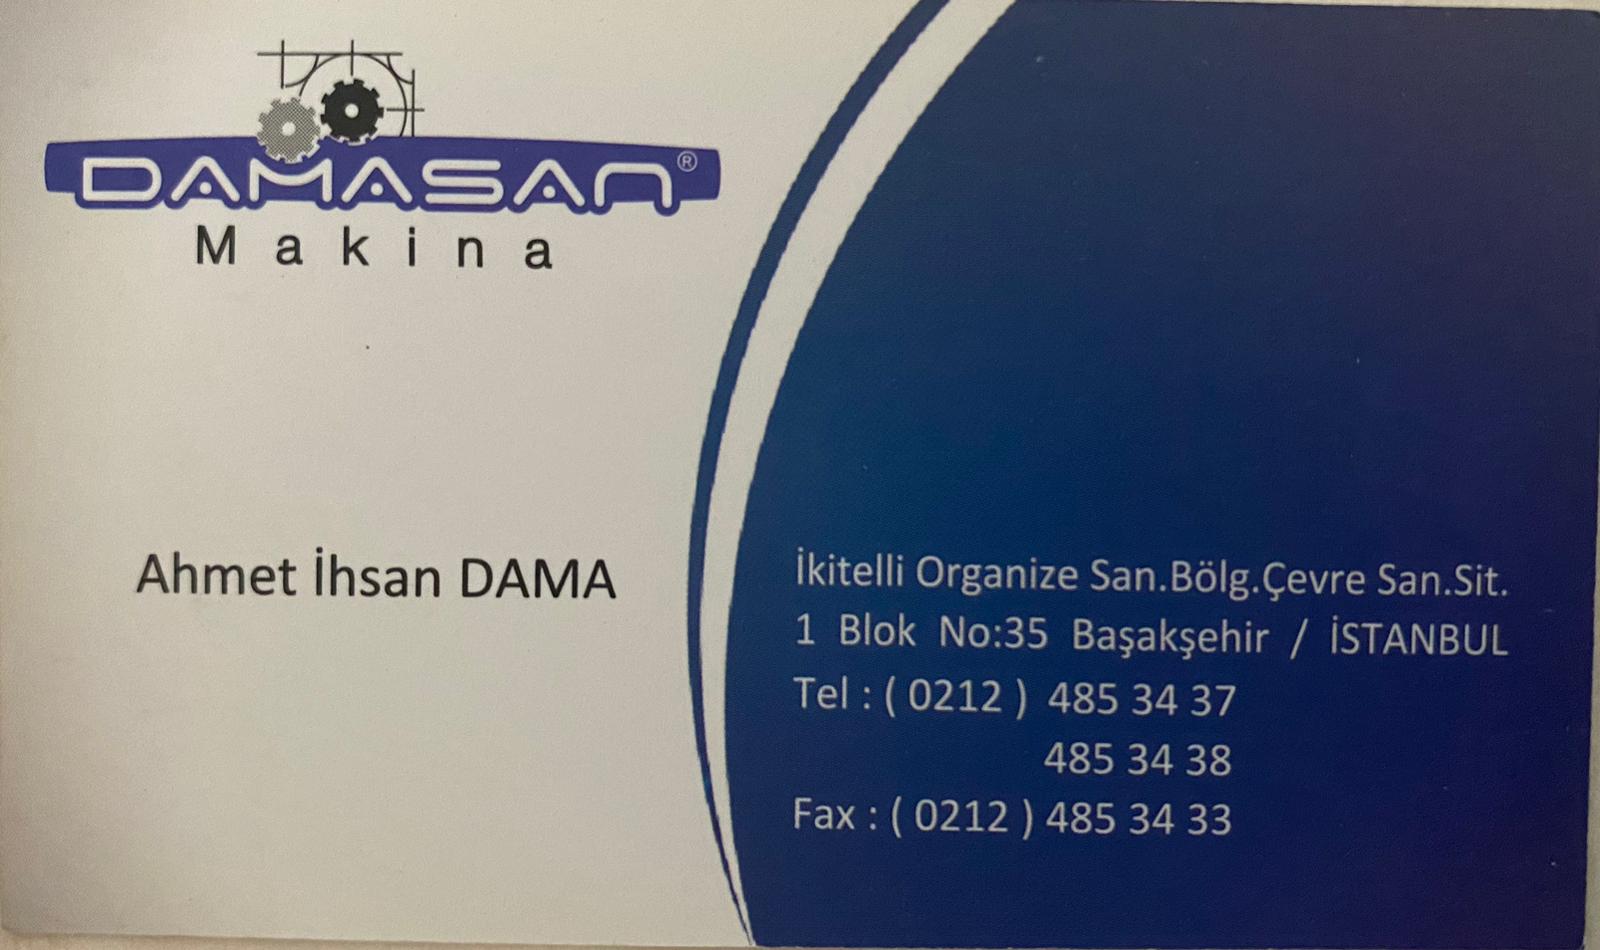 DAMASAN®
Makina
Ahmet İhsan DAMA
İkitelli Organize San.Bölg.Çevre San.Sit.
1 Blok No:35 Başakşehir / İSTANBUL
Tel : ( 0212 ) 485 34 37
485 34 38
Fax : ( 0212 ) 485 34 33